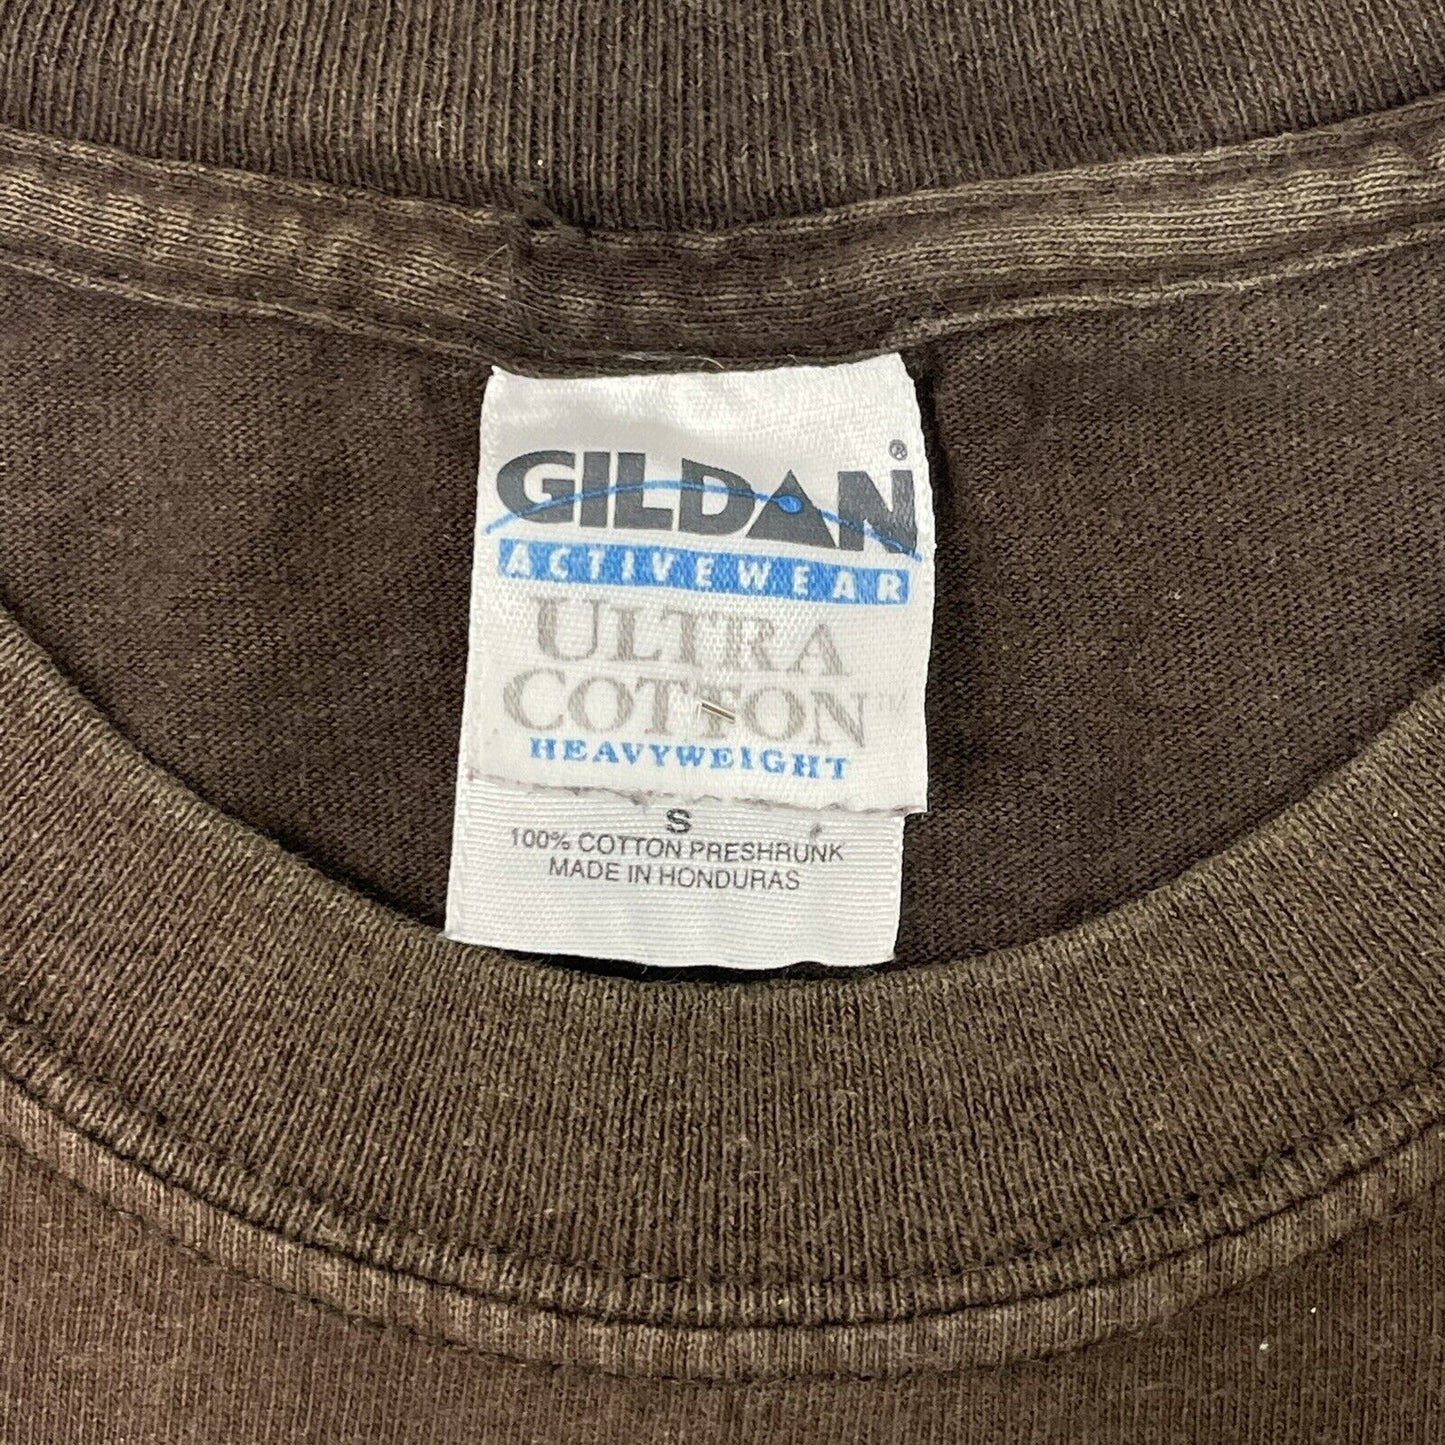 GILDAN®
ACTIVEWEAR
ULTRA
COTTON™
HEAVYWEIGHT
S
100% COTTON PRESHRUNK
MADE IN HONDURAS